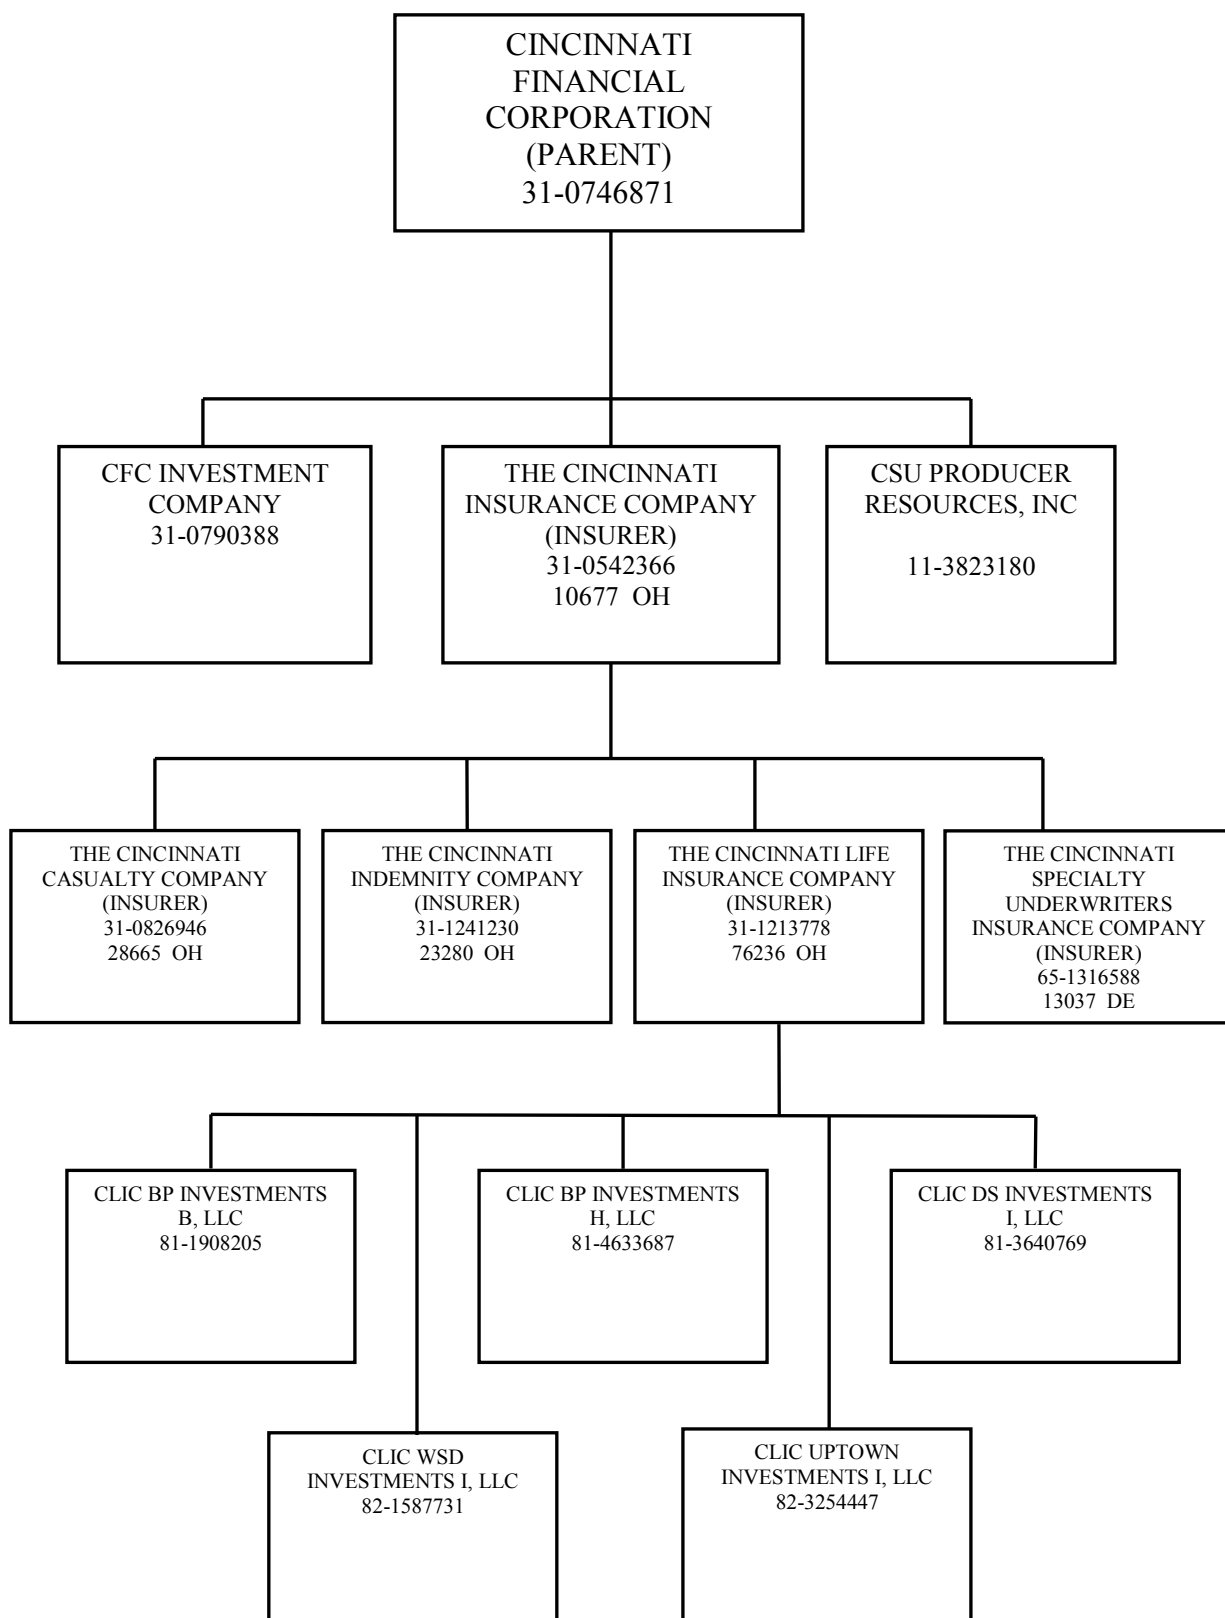 CINCINNATI
FINANCIAL
CORPORATION
(PARENT)
31-0746871
CFC INVESTMENT
COMPANY
31-0790388
THE CINCINNATI
INSURANCE COMPANY
(INSURER)
31-0542366
10677 OH
CSU PRODUCER
RESOURCES, INC
11-3823180
THE CINCINNATI
CASUALTY COMPANY
(INSURER)
31-0826946
28665 OH
THE CINCINNATI
INDEMNITY COMPANY
(INSURER)
31-1241230
23280 OH
THE CINCINNATI LIFE
INSURANCE COMPANY
(INSURER)
31-1213778
76236 OH
THE CINCINNATI
SPECIALTY
UNDERWRITERS
INSURANCE COMPANY
(INSURER)
65-1316588
13037 DE
CLIC BP INVESTMENTS
B, LLC
81-1908205
CLIC BP INVESTMENTS
H, LLC
81-4633687
CLIC DS INVESTMENTS
I, LLC
81-3640769
CLIC WSD
INVESTMENTS I, LLC
82-1587731
CLIC UPTOWN
INVESTMENTS I, LLC
82-3254447